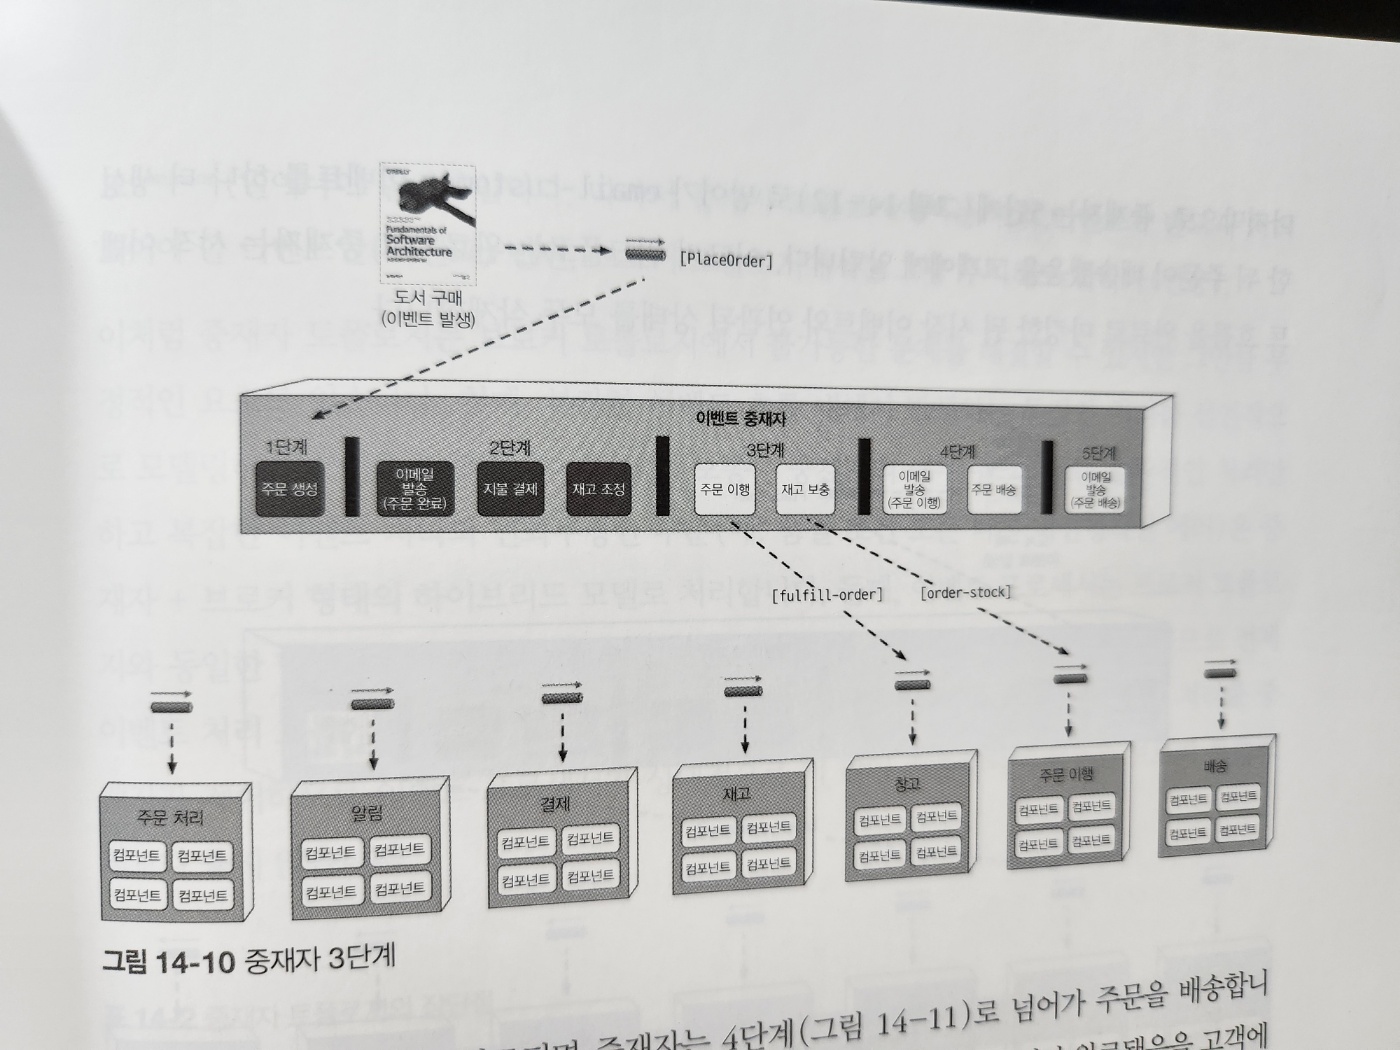 Fundamentals of
Software
Architecture
[PlaceOrder]
도서 구매
(이벤트 발생)
이벤트 중재자
1단계
2단계
3단계
4단계
5단계
주문 생성
이메일
발송
(주문 완료)
지불 결제
재고 조정
주문 이행
재고 보충
이메일
발송
(주문 이행)
주문 배송
이메일
발송
(주문 배송)
[fulfill-order]
[order-stock]
주문 처리
컴포넌트 컴포넌트
컴포넌트 컴포넌트
알림
컴포넌트 컴포넌트
컴포넌트 컴포넌트
결제
컴포넌트 컴포넌트
컴포넌트 컴포넌트
재고
컴포넌트 컴포넌트
컴포넌트 컴포넌트
창고
컴포넌트 컴포넌트
컴포넌트 컴포넌트
주문 이행
컴포넌트 컴포넌트
컴포넌트 컴포넌트
배송
컴포넌트 컴포넌트
컴포넌트 컴포넌트
그림 14-10 중재자 3단계
중재자는 4단계(그림 14-11)로 넘어가 주문을 배송합니
고객에